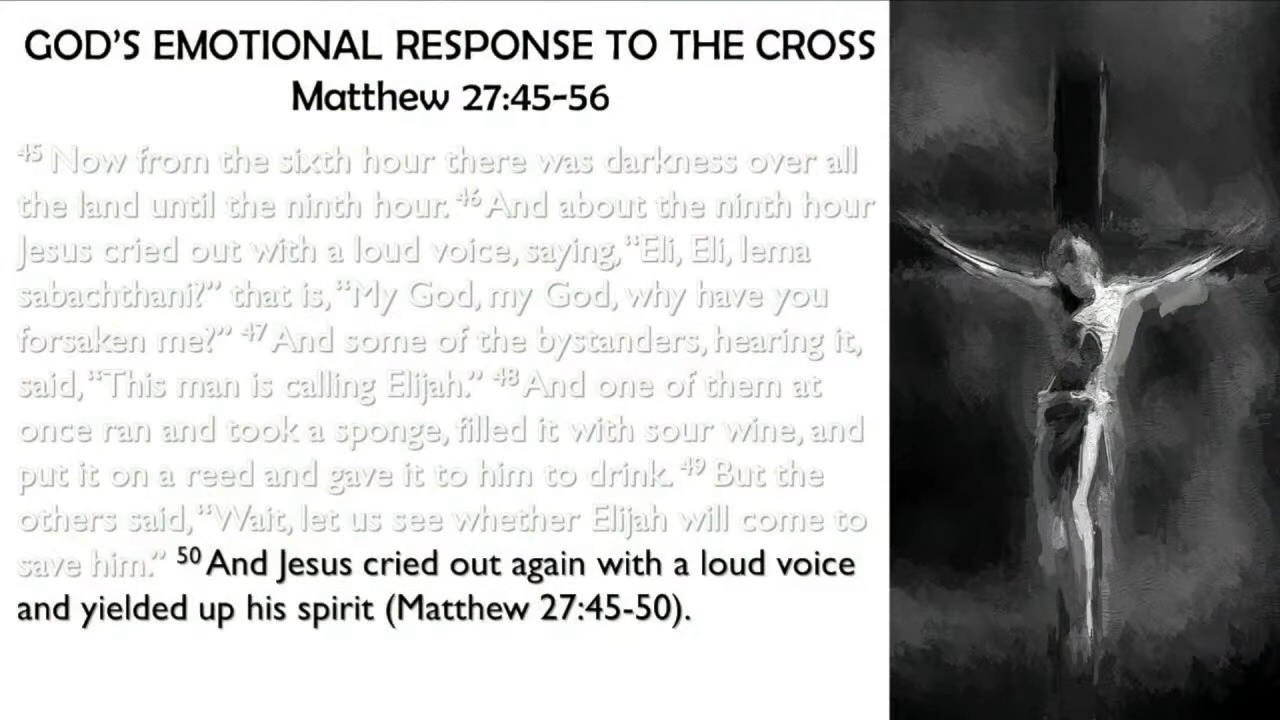 GOD'S EMOTIONAL RESPONSE TO THE CROSS
Matthew 27:45-56
45 Now from the sixth hour there was darkness over all
the land until the ninth hour. 46 And about the ninth hour
Jesus cried out with a loud voice, saying, “Eli, Eli, lema
sabachthani?” that is, “My God, my God, why have you
forsaken me?” 47 And some of the bystanders, hearing it,
said, “This man is calling Elijah.” 48 And one of them at
once ran and took a sponge, filled it with sour wine, and
put it on a reed and gave it to him to drink. 49 But the
others said, “Wait, let us see whether Elijah will come to
save him.” 50 And Jesus cried out again with a loud voice
and yielded up his spirit (Matthew 27:45-50).